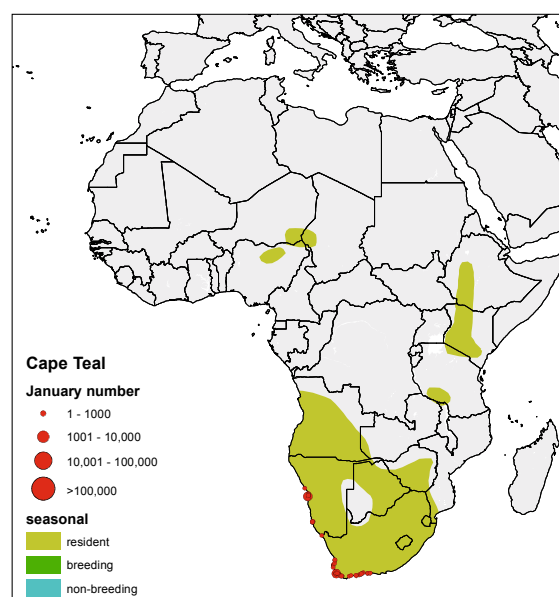 Cape Teal
January number
1 - 1000
1001 - 10,000
10,001 - 100,000
>100,000
seasonal
resident
breeding
non-breeding